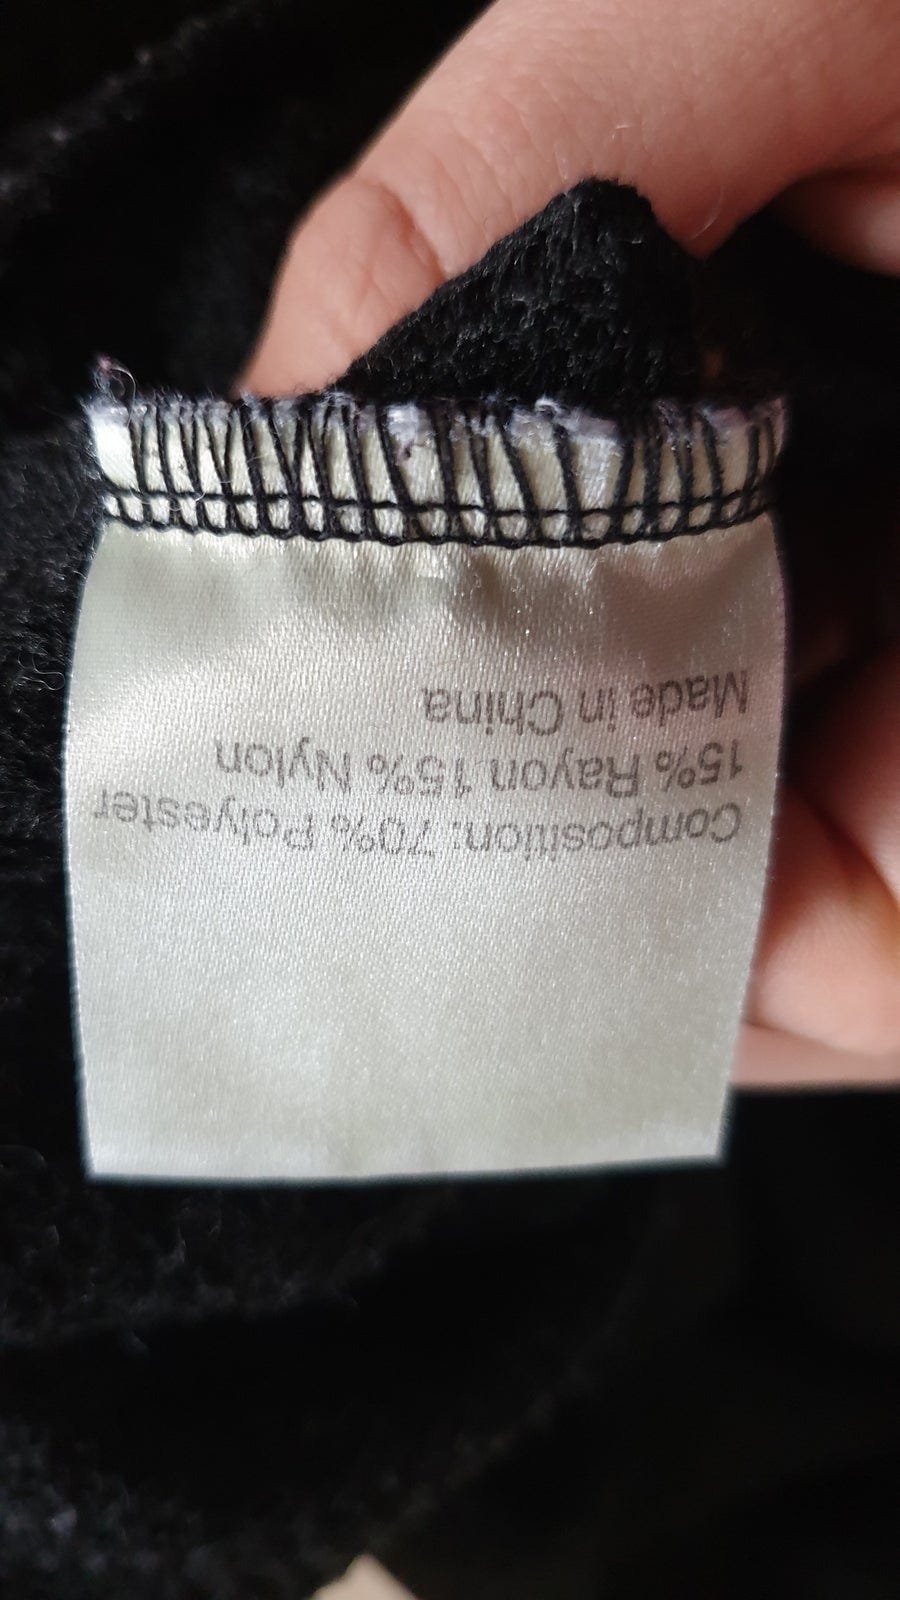 Composition: 70% Polyester
15% Rayon 15% Nylon
Made in China